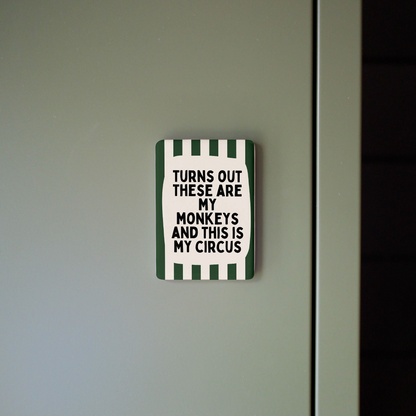 TURNS OUT
THESE ARE
MY
MONKEYS
AND THIS IS
MY CIRCUS